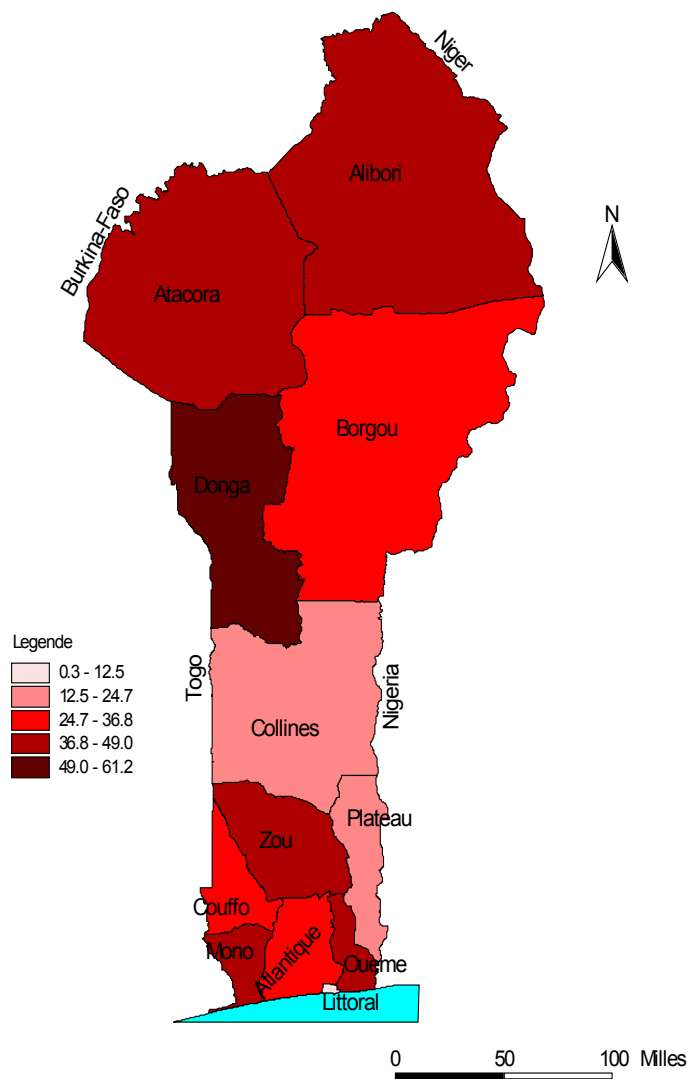 Niger
Alibori
N
Burkina-Faso
Atacora
Borgou
Donga
Legende
0.3 - 12.5
12.5 - 24.7
24.7 - 36.8
36.8 - 49.0
49.0 - 61.2
Togo
Nigeria
Collines
Plateau
Zou
Couffo
Mono
Atlantique
Oueme
Littoral
0 50 100 Milles